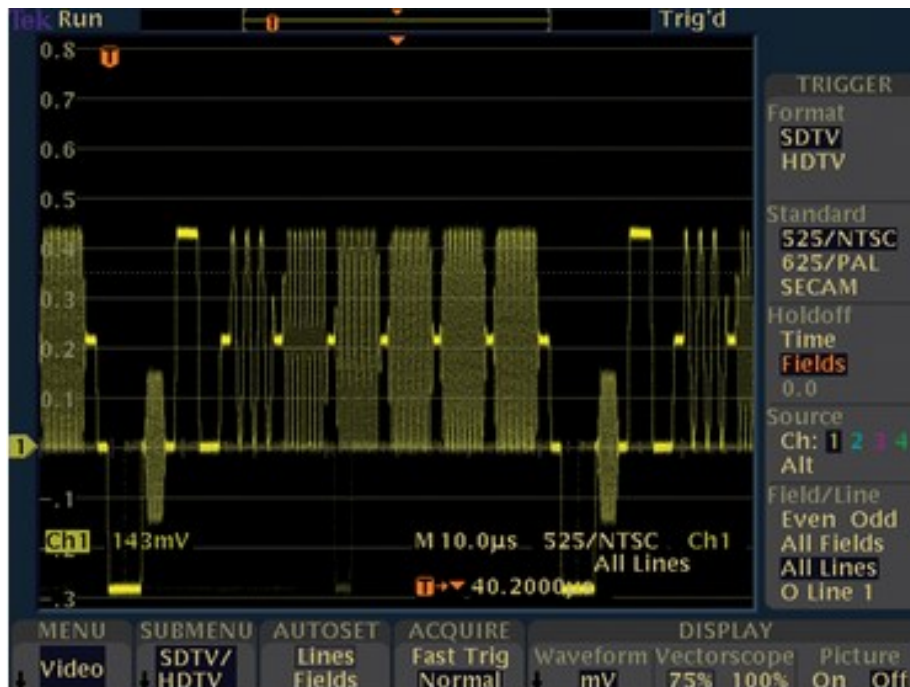 Tek Run Trig'd
0.8
0.7
0.6
0.5
0.4
0.3
0.2
0.1
1
-.1
-.3
Ch1 143mV M 10.0µs 525/NTSC Ch1
All Lines
T→▼ 40.2000µs
TRIGGER
Format
SDTV
HDTV
Standard
525/NTSC
625/PAL
SECAM
Holdoff
Time
Fields
0.0
Source
Ch: 1 2 3 4
Alt
Field/Line
Even Odd
All Fields
All Lines
O Line 1
MENU
Video
SUBMENU
SDTV/
HDTV
AUTOSET
Lines
Fields
ACQUIRE
Fast Trig
Normal
DISPLAY
Waveform Vectorscope Picture
mV 75% 100% On Off